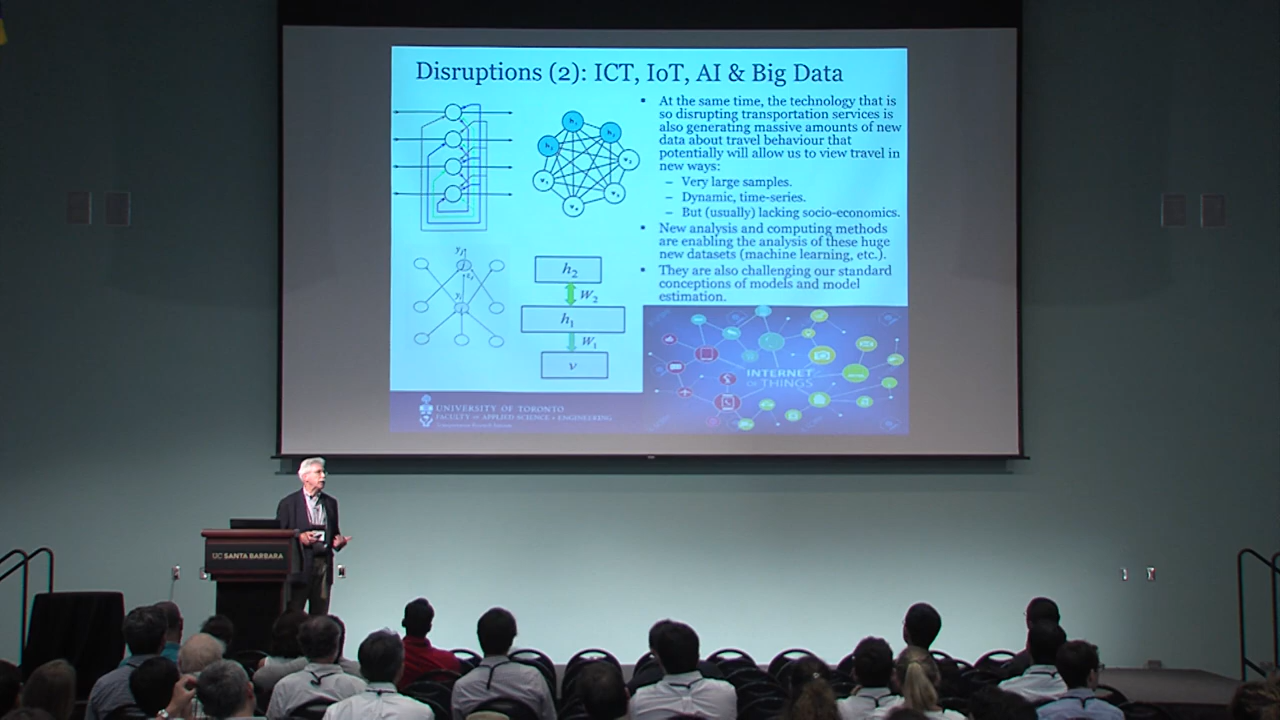 Disruptions (2): ICT, IoT, AI & Big Data
At the same time, the technology that is
so disrupting transportation services is
also generating massive amounts of new
data about travel behaviour that
potentially will allow us to view travel in
new ways:
– Very large samples.
– Dynamic, time-series.
– But (usually) lacking socio-economics.
New analysis and computing methods
are enabling the analysis of these huge
new datasets (machine learning, etc.).
They are also challenging our standard
conceptions of models and model
estimation.
h2
W2
h1
W1
v
INTERNET
OF THINGS
UNIVERSITY OF TORONTO
FACULTY OF APPLIED SCIENCE & ENGINEERING
UC SANTA BARBARA